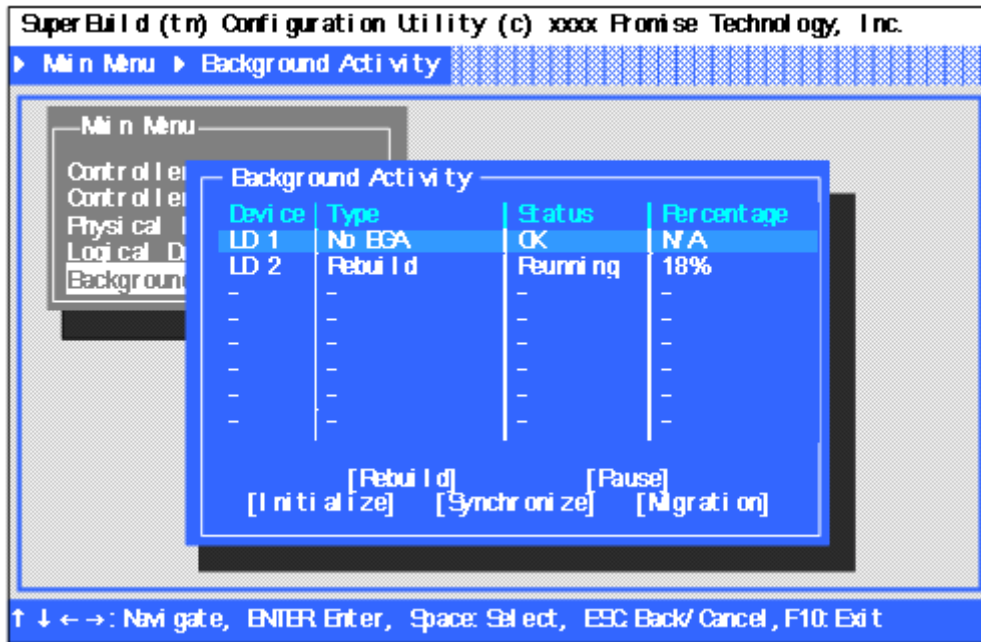 SuperBuild (tm) Configuration Utility (c) xxxx Promise Technology, Inc.
Main Menu ▶ Background Activity
Main Menu
Controller
Controller
Physical
Logical D
Background
Background Activity
Device Type Status Percentage
LD 1 No BGA OK N/A
LD 2 Rebuild Reunning 18%
- - - -
- - - -
- - - -
- - - -
- - - -
- - - -
[Rebuild] [Pause]
[Initialize] [Synchronize] [Migration]
↑ ↓ ← →: Navigate, ENTER: Enter, Space: Select, ESC: Back/Cancel, F10: Exit